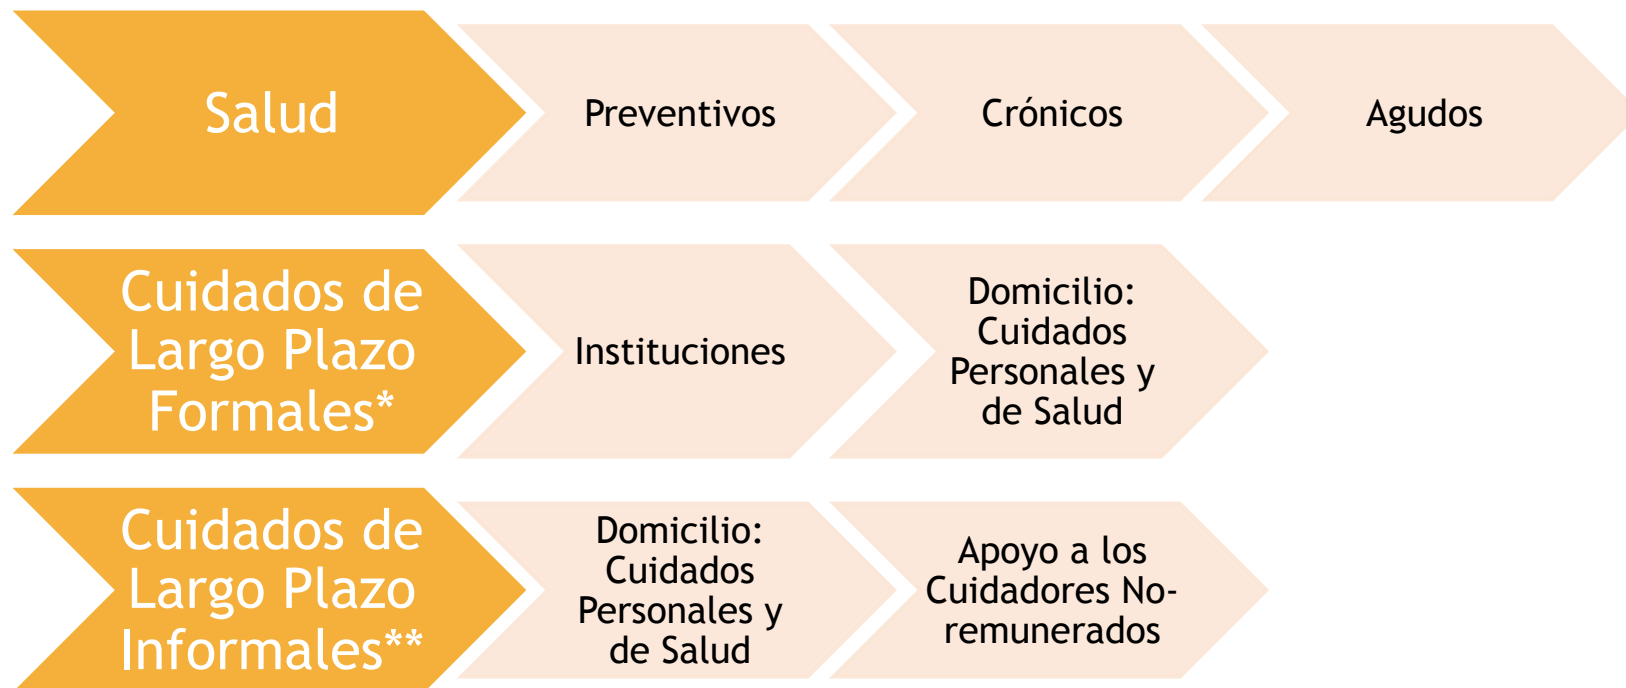 Salud
Preventivos
Crónicos
Agudos
Cuidados de
Largo Plazo
Formales*
Instituciones
Domicilio:
Cuidados
Personales y
de Salud
Cuidados de
Largo Plazo
Informales**
Domicilio:
Cuidados
Personales y
de Salud
Apoyo a los
Cuidadores No-
remunerados